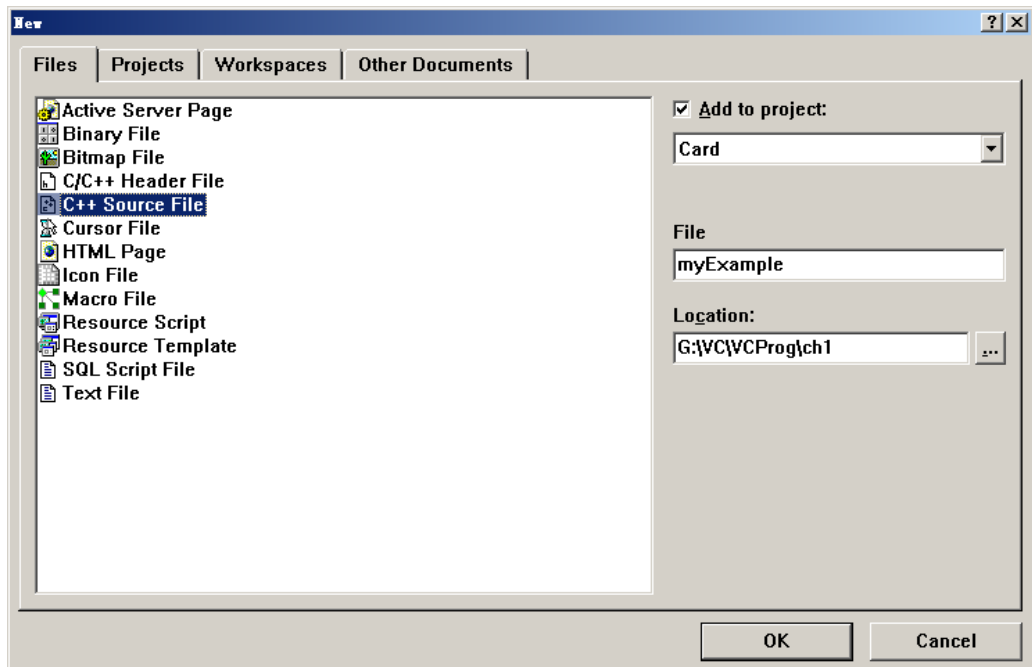 New
Files Projects Workspaces Other Documents
Active Server Page
Binary File
Bitmap File
C/C++ Header File
C++ Source File
Cursor File
HTML Page
Icon File
Macro File
Resource Script
Resource Template
SQL Script File
Text File
Add to project:
Card
File
myExample
Location:
G:\VC\VCProg\ch1
...
OK Cancel